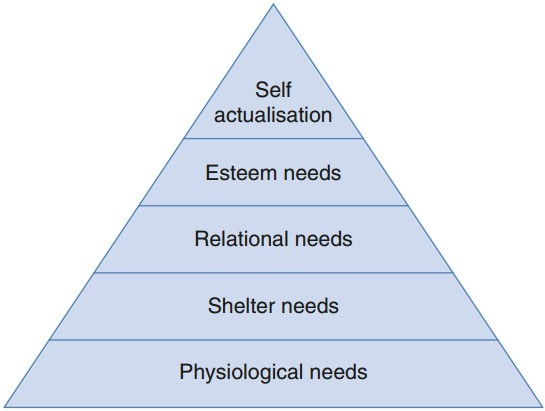 Self
actualisation
Esteem needs
Relational needs
Shelter needs
Physiological needs